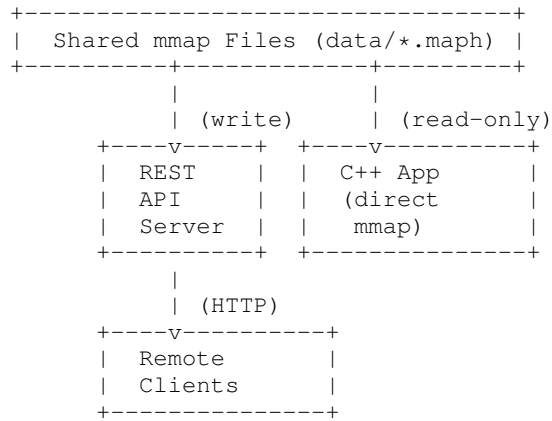 Shared mmap Files (data/*.maph)
(write) (read-only)
REST C++ App
API (direct
Server mmap)
(HTTP)
Remote
Clients